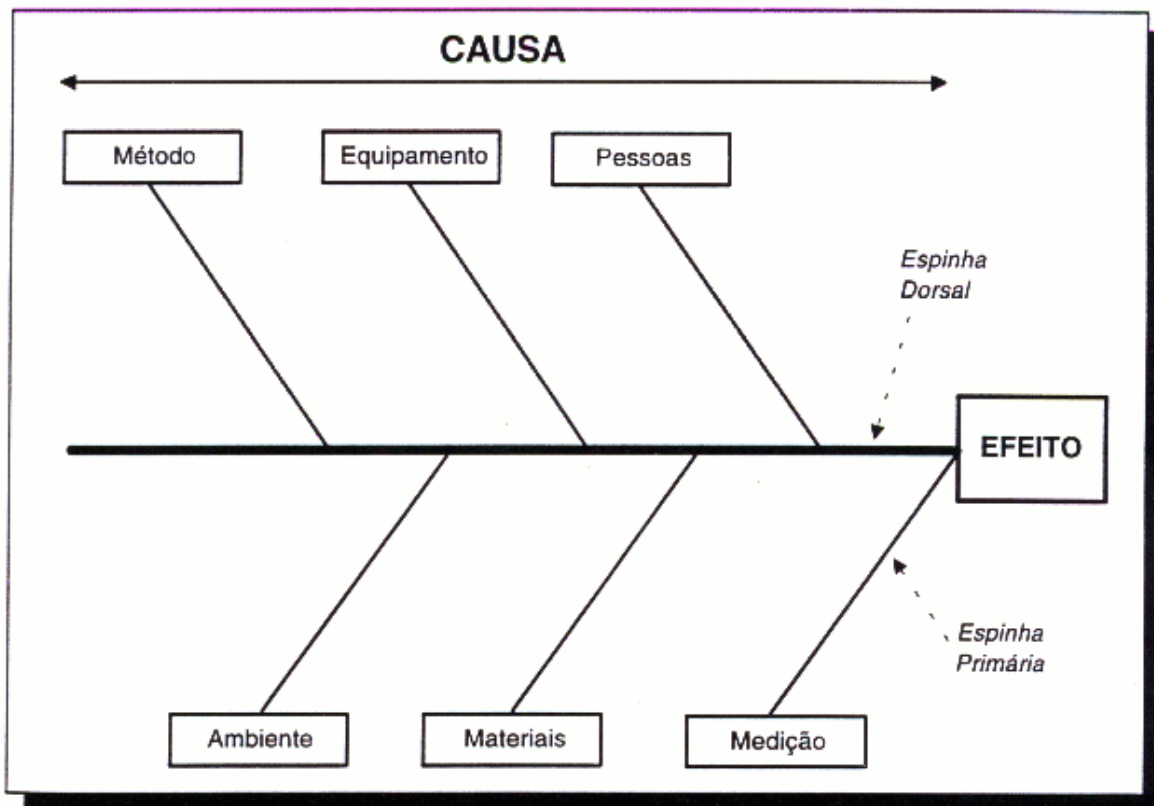 CAUSA
Método
Equipamento
Pessoas
Espinha
Dorsal
EFEITO
Espinha
Primária
Ambiente
Materiais
Medição